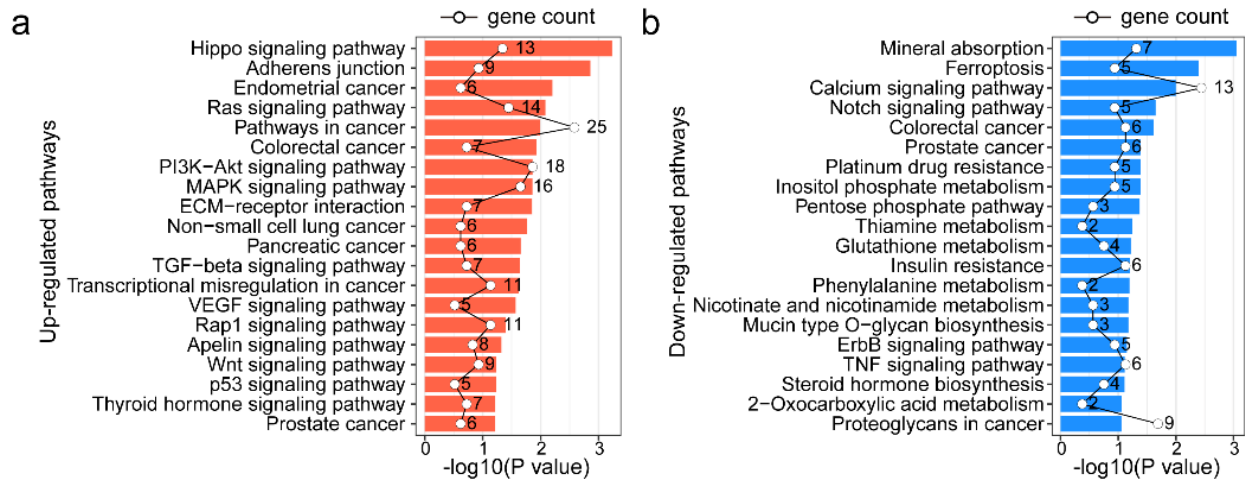 a
gene count
Up-regulated pathways
Hippo signaling pathway 13
Adherens junction 9
Endometrial cancer 6
Ras signaling pathway 14
Pathways in cancer 25
Colorectal cancer 7
PI3K-Akt signaling pathway 18
MAPK signaling pathway 16
ECM-receptor interaction 7
Non-small cell lung cancer 6
Pancreatic cancer 6
TGF-beta signaling pathway 7
Transcriptional misregulation in cancer 11
VEGF signaling pathway 5
Rap1 signaling pathway 11
Apelin signaling pathway 8
Wnt signaling pathway 9
p53 signaling pathway 5
Thyroid hormone signaling pathway 7
Prostate cancer 6
0 1 2 3
-log10(P value)
b
gene count
Down-regulated pathways
Mineral absorption 7
Ferroptosis 5
Calcium signaling pathway 13
Notch signaling pathway 5
Colorectal cancer 6
Prostate cancer 6
Platinum drug resistance 5
Inositol phosphate metabolism 5
Pentose phosphate pathway 3
Thiamine metabolism 2
Glutathione metabolism 4
Insulin resistance 6
Phenylalanine metabolism 2
Nicotinate and nicotinamide metabolism 3
Mucin type O-glycan biosynthesis 3
ErbB signaling pathway 5
TNF signaling pathway 6
Steroid hormone biosynthesis 4
2-Oxocarboxylic acid metabolism 2
Proteoglycans in cancer 9
0 1 2 3
-log10(P value)